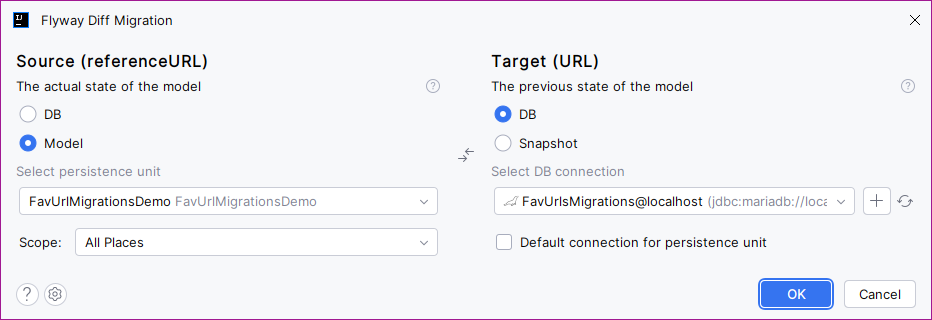 Flyway Diff Migration
Source (referenceURL)
The actual state of the model
?
DB
Model
Select persistence unit
FavUrlMigrationsDemo FavUrlMigrationsDemo
Scope: All Places
Target (URL)
The previous state of the model
?
DB
Snapshot
Select DB connection
FavUrlsMigrations@localhost (jdbc:mariadb://loca
Default connection for persistence unit
?
OK Cancel